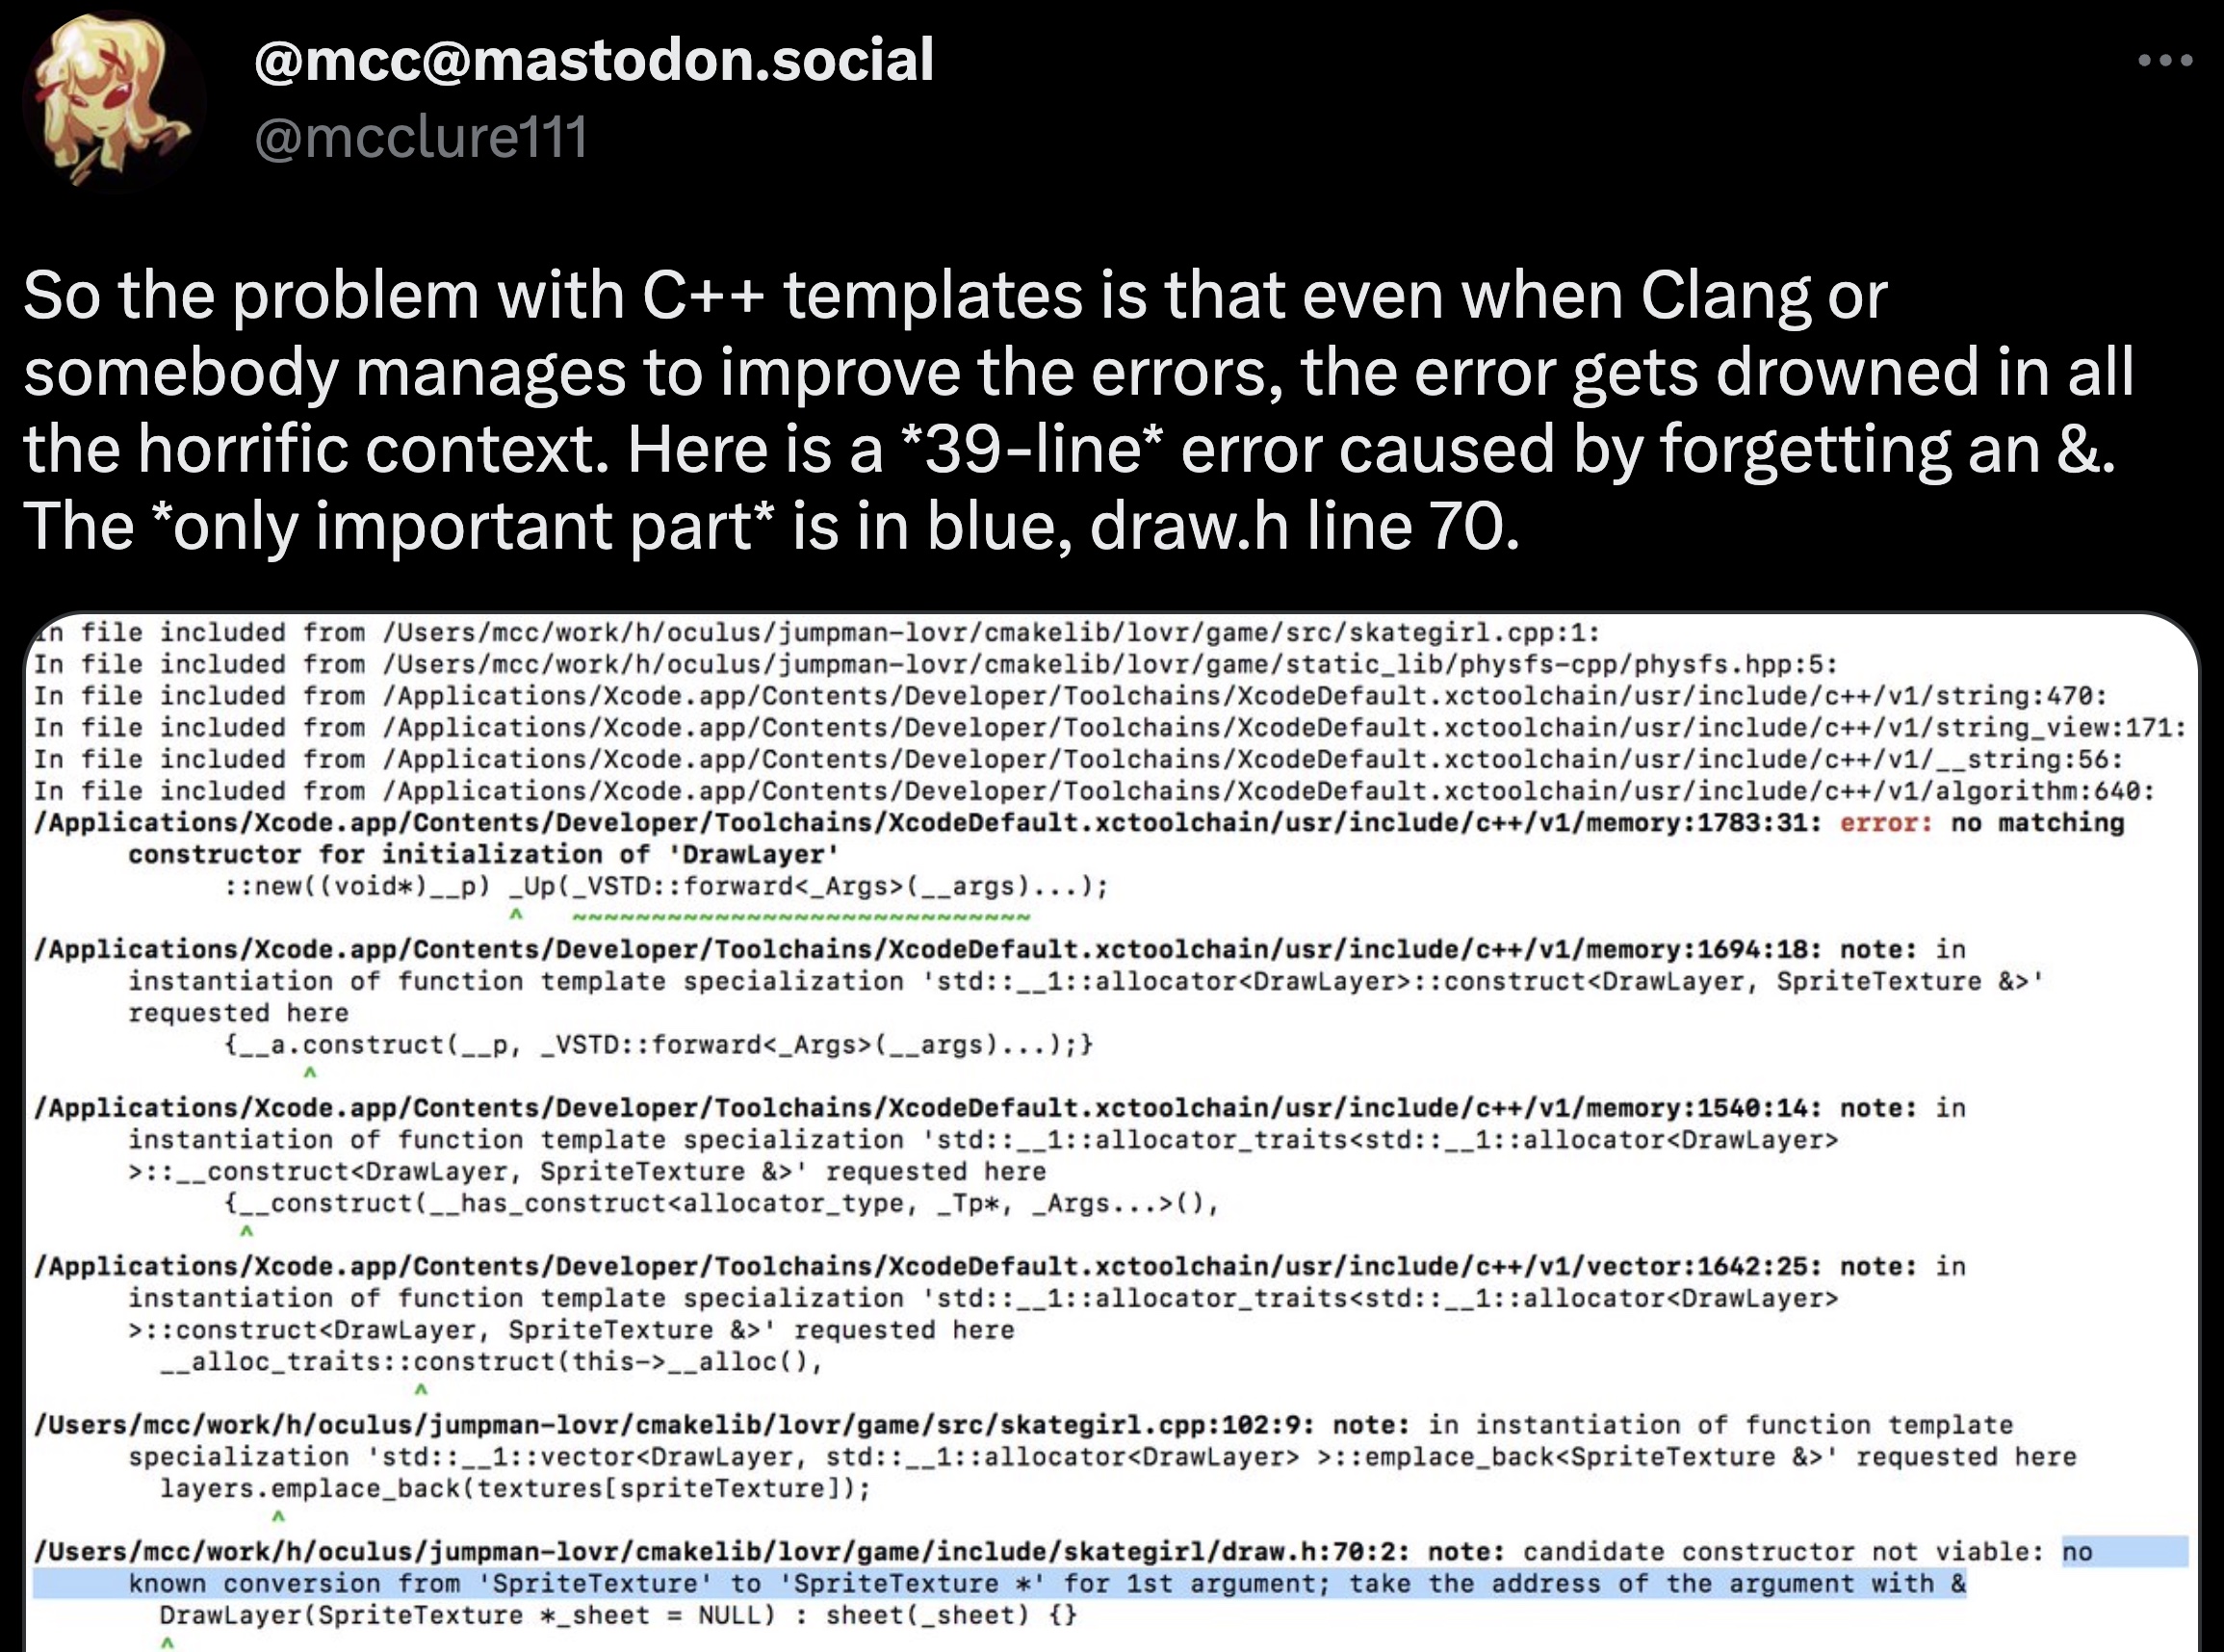 @mcc@mastodon.social
@mcclure111
So the problem with C++ templates is that even when Clang or
somebody manages to improve the errors, the error gets drowned in all
the horrific context. Here is a *39-line* error caused by forgetting an &.
The *only important part* is in blue, draw.h line 70.
In file included from /Users/mcc/work/h/oculus/jumpman-lovr/cmakelib/lovr/game/src/skategirl.cpp:1:
In file included from /Users/mcc/work/h/oculus/jumpman-lovr/cmakelib/lovr/game/static_lib/physfs-cpp/physfs.hpp:5:
In file included from /Applications/Xcode.app/Contents/Developer/Toolchains/XcodeDefault.xctoolchain/usr/include/c++/v1/string:470:
In file included from /Applications/Xcode.app/Contents/Developer/Toolchains/XcodeDefault.xctoolchain/usr/include/c++/v1/string_view:171:
In file included from /Applications/Xcode.app/Contents/Developer/Toolchains/XcodeDefault.xctoolchain/usr/include/c++/v1/__string:56:
In file included from /Applications/Xcode.app/Contents/Developer/Toolchains/XcodeDefault.xctoolchain/usr/include/c++/v1/algorithm:640:
/Applications/Xcode.app/Contents/Developer/Toolchains/XcodeDefault.xctoolchain/usr/include/c++/v1/memory:1783:31: error: no matching
constructor for initialization of 'DrawLayer'
::new((void*)__p) _Up(_VSTD::forward<_Args>(__args)...);
^ ~~~~~~~~~~~~~~~~~~~~~~~~~~~~~
/Applications/Xcode.app/Contents/Developer/Toolchains/XcodeDefault.xctoolchain/usr/include/c++/v1/memory:1694:18: note: in
instantiation of function template specialization 'std::__1::allocator<DrawLayer>::construct<DrawLayer, SpriteTexture &>'
requested here
{__a.construct(__p, _VSTD::forward<_Args>(__args)...);}
^
/Applications/Xcode.app/Contents/Developer/Toolchains/XcodeDefault.xctoolchain/usr/include/c++/v1/memory:1540:14: note: in
instantiation of function template specialization 'std::__1::allocator_traits<std::__1::allocator<DrawLayer>
>::__construct<DrawLayer, SpriteTexture &>' requested here
{__construct(__has_construct<allocator_type, _Tp*, _Args...>(),
^
/Applications/Xcode.app/Contents/Developer/Toolchains/XcodeDefault.xctoolchain/usr/include/c++/v1/vector:1642:25: note: in
instantiation of function template specialization 'std::__1::allocator_traits<std::__1::allocator<DrawLayer>
>::construct<DrawLayer, SpriteTexture &>' requested here
__alloc_traits::construct(this->__alloc(),
^
/Users/mcc/work/h/oculus/jumpman-lovr/cmakelib/lovr/game/src/skategirl.cpp:102:9: note: in instantiation of function template
specialization 'std::__1::vector<DrawLayer, std::__1::allocator<DrawLayer> >::emplace_back<SpriteTexture &>' requested here
layers.emplace_back(textures[spriteTexture]);
^
/Users/mcc/work/h/oculus/jumpman-lovr/cmakelib/lovr/game/include/skategirl/draw.h:70:2: note: candidate constructor not viable: no
known conversion from 'SpriteTexture' to 'SpriteTexture *' for 1st argument; take the address of the argument with &
DrawLayer(SpriteTexture *_sheet = NULL) : sheet(_sheet) {}
^